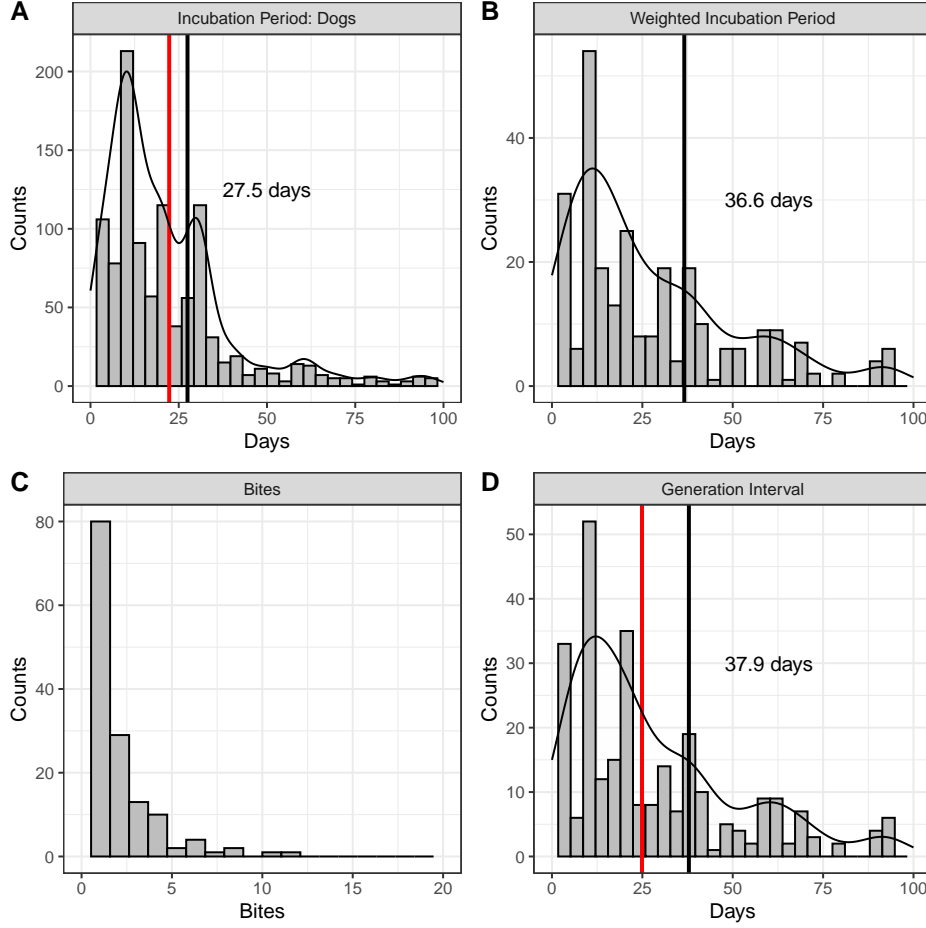 A
Incubation Period: Dogs
Counts
200
150
100
50
0
27.5 days
0
25
50
75
100
Days
B
Weighted Incubation Period
Counts
40
20
0
36.6 days
0
25
50
75
100
Days
C
Bites
Counts
80
60
40
20
0
0
5
10
15
20
Bites
D
Generation Interval
Counts
50
40
30
20
10
0
37.9 days
0
25
50
75
100
Days